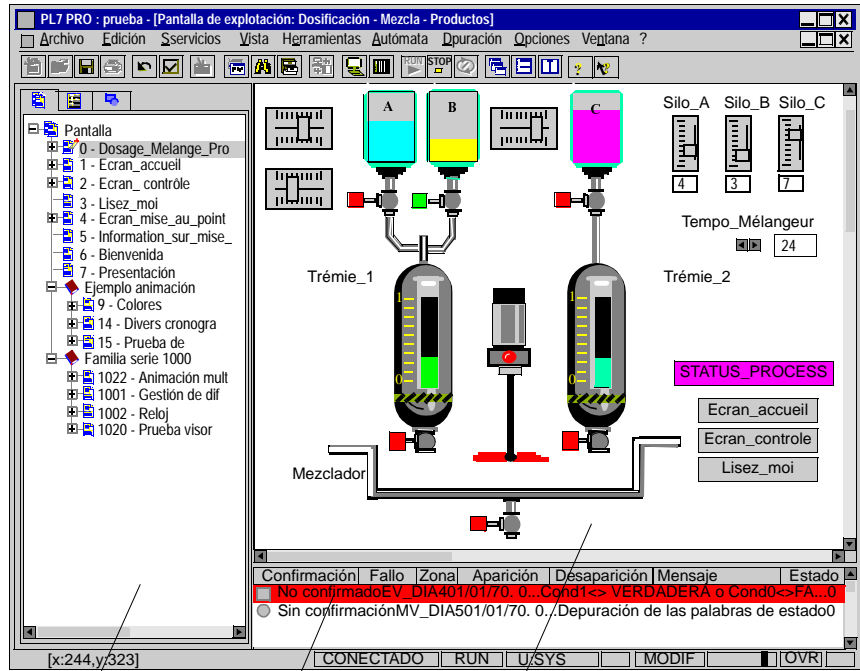 PL7 PRO : prueba - [Pantalla de explotación: Dosificación - Mezcla - Productos]
Archivo Edición Sservicios Vista Herramientas Autómata Dpuración Opciones Ventana ?
RUN STOP
Pantalla
0 - Dosage_Melange_Pro
1 - Ecran_accueil
2 - Ecran_ contrôle
3 - Lisez_moi
4 - Ecran_mise_au_point
5 - Information_sur_mise_
6 - Bienvenida
7 - Presentación
Ejemplo animación
9 - Colores
14 - Divers cronogra
15 - Prueba de
Familia serie 1000
1022 - Animación mult
1001 - Gestión de dif
1002 - Reloj
1020 - Prueba visor
A B C
Silo_A Silo_B Silo_C
4 3 7
Tempo_Mélangeur
24
Trémie_1
Trémie_2
1 0
1 0
STATUS_PROCESS
Ecran_accueil
Ecran_controle
Lisez_moi
Mezclador
Confirmación Fallo Zona Aparición Desaparición Mensaje Estado
No confirmadoEV_DIA401/01/70. 0...Cond1<> VERDADERA o Cond0<>FA...0
Sin confirmaciónMV_DIA501/01/70. 0...Depuración de las palabras de estado0
[x:244,y:323] CONECTADO RUN U:SYS MODIF OVR